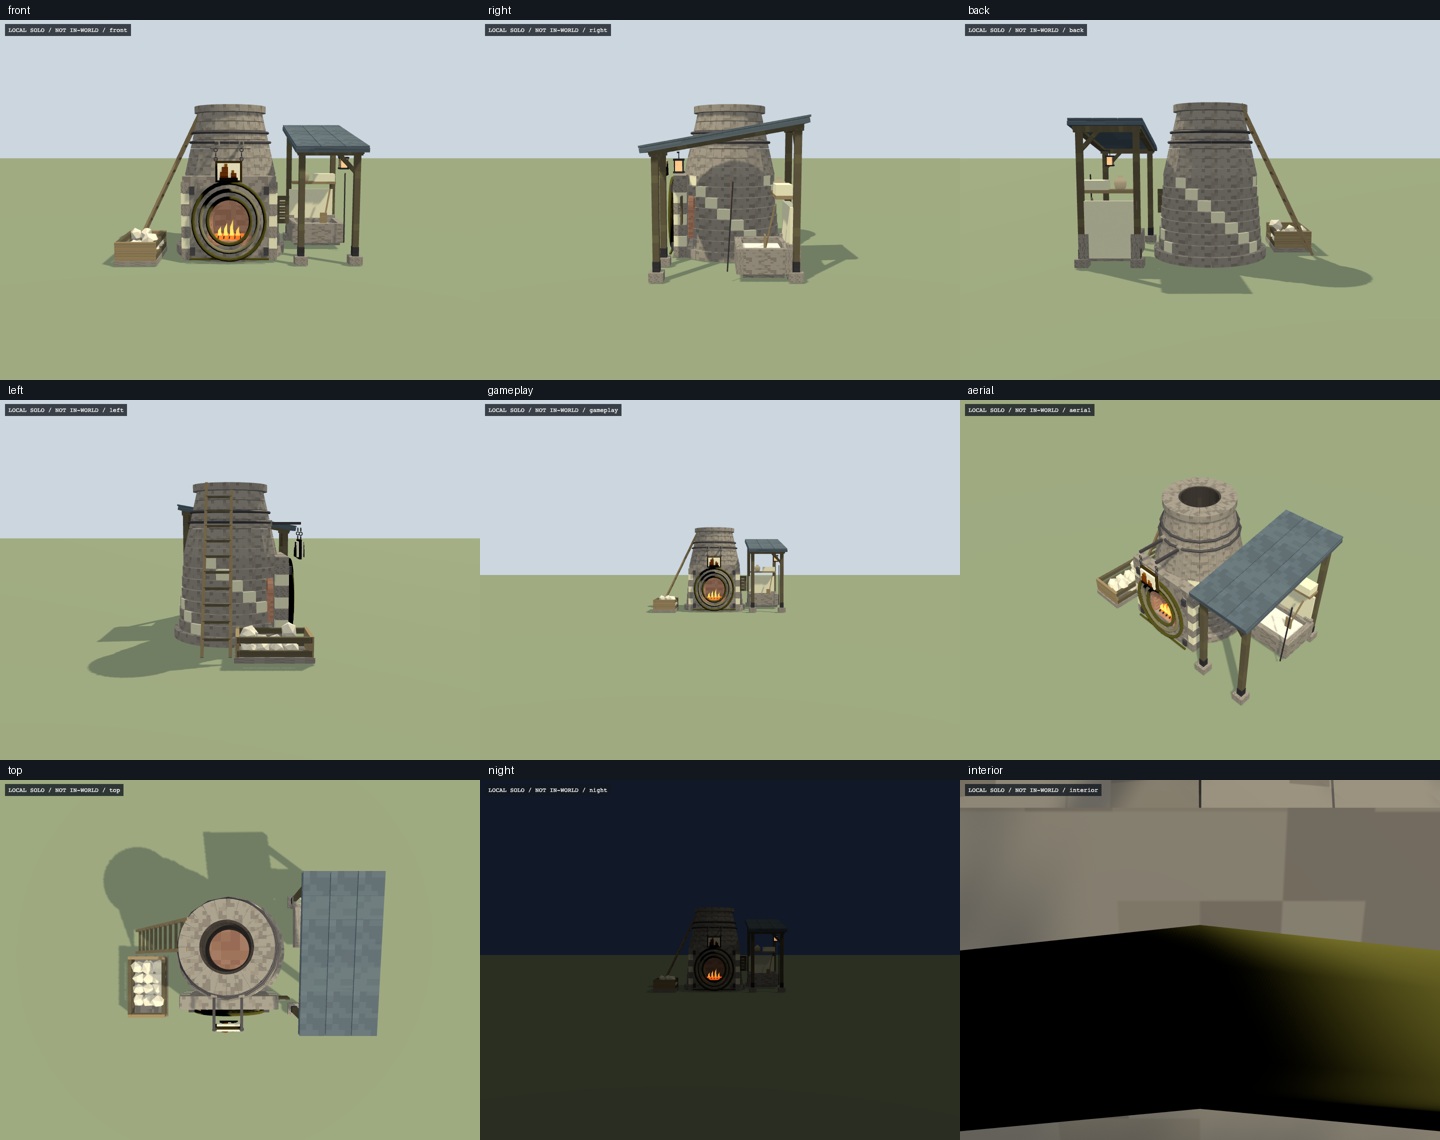 front
LOCAL SOLO / NOT IN-WORLD / front
right
LOCAL SOLO / NOT IN-WORLD / right
back
LOCAL SOLO / NOT IN-WORLD / back
left
LOCAL SOLO / NOT IN-WORLD / left
gameplay
LOCAL SOLO / NOT IN-WORLD / gameplay
aerial
LOCAL SOLO / NOT IN-WORLD / aerial
top
LOCAL SOLO / NOT IN-WORLD / top
night
LOCAL SOLO / NOT IN-WORLD / night
interior
LOCAL SOLO / NOT IN-WORLD / interior